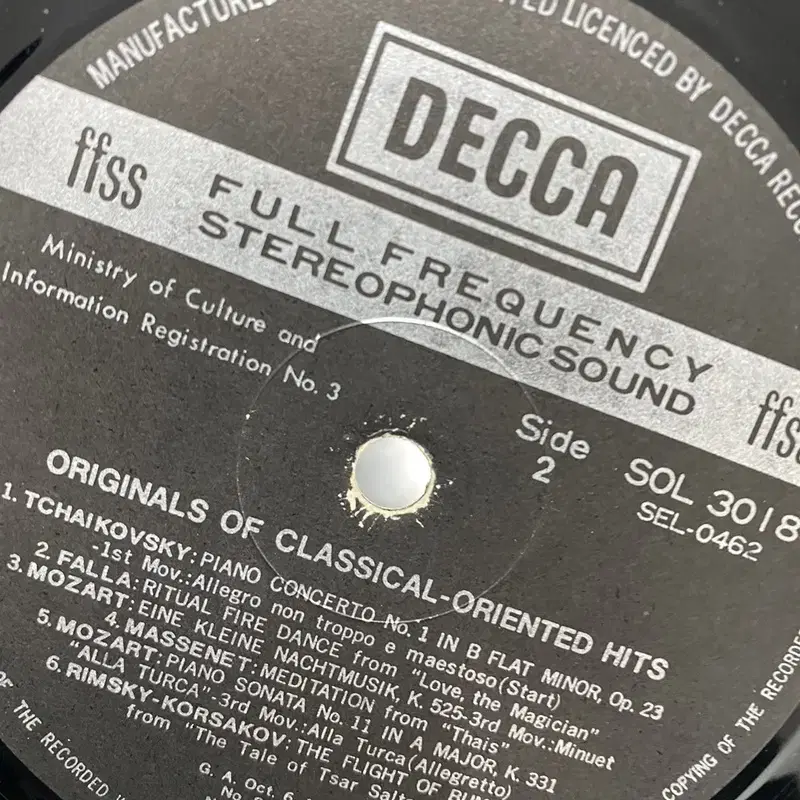 MANUFACTURED
LICENCED BY DECCA
DECCA
ffss
FULL FREQUENCY
STEREOPHONIC SOUND
ffss
Ministry of Culture and
Information Registration No. 3
Side
2
SOL 3018
SEL-0462
ORIGINALS OF CLASSICAL-ORIENTED HITS
1. TCHAIKOVSKY: PIANO CONCERTO No. 1 IN B FLAT MINOR, Op. 23
-1st Mov.: Allegro non troppo e maestoso (Start)
2. FALLA: RITUAL FIRE DANCE from "Love, the Magician"
3. MOZART: EINE KLEINE NACHTMUSIK, K. 525-3rd Mov.: Minuet
4. MASSENET: MEDITATION from "Thais"
5. MOZART: PIANO SONATA No. 11 IN A MAJOR, K. 331
"ALLA TURCA"-3rd Mov.: Alla Turca (Allegretto)
6. RIMSKY-KORSAKOV: THE FLIGHT OF
from "The Tale of Tsar
G. A. Oct. 6,
OF THE RECORDED
COPYING OF THE RECORDED